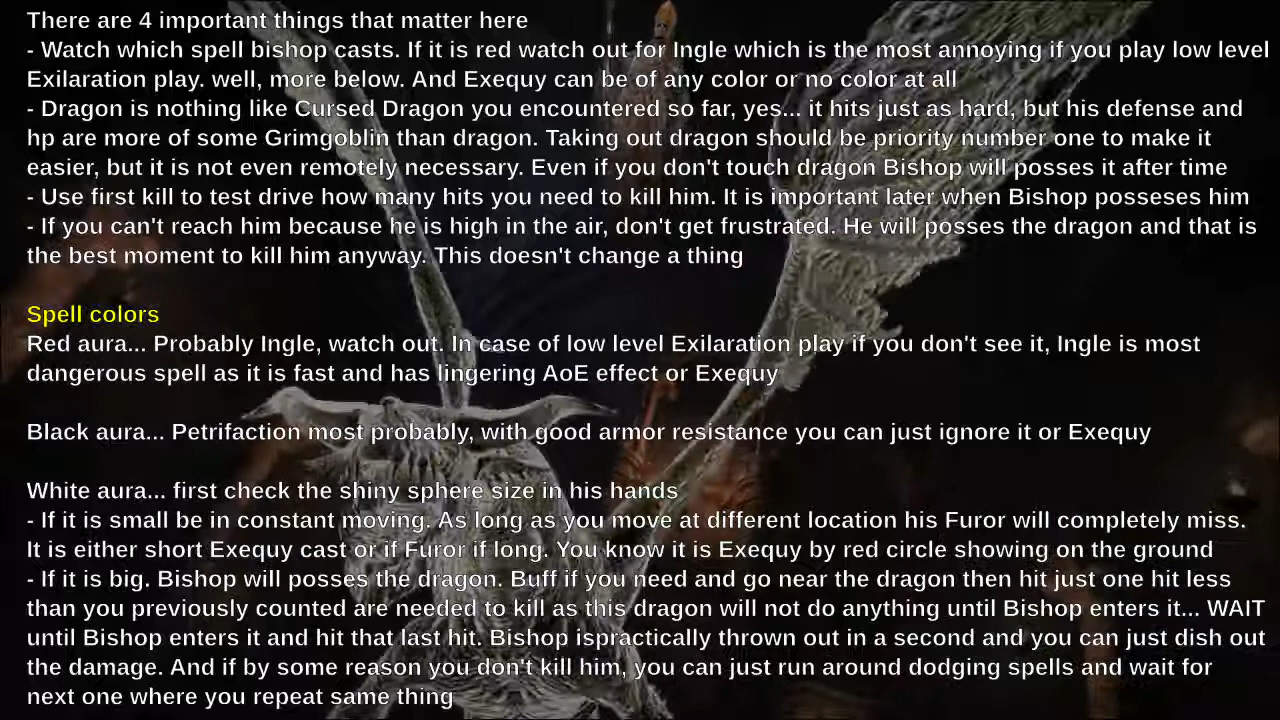 There are 4 important things that matter here
- Watch which spell bishop casts. If it is red watch out for Ingle which is the most annoying if you play low level
Exilaration play. well, more below. And Exequy can be of any color or no color at all
- Dragon is nothing like Cursed Dragon you encountered so far, yes... it hits just as hard, but his defense and
hp are more of some Grimgoblin than dragon. Taking out dragon should be priority number one to make it
easier, but it is not even remotely necessary. Even if you don't touch dragon Bishop will posses it after time
- Use first kill to test drive how many hits you need to kill him. It is important later when Bishop posseses him
- If you can't reach him because he is high in the air, don't get frustrated. He will posses the dragon and that is
the best moment to kill him anyway. This doesn't change a thing
Spell colors
Red aura... Probably Ingle, watch out. In case of low level Exilaration play if you don't see it, Ingle is most
dangerous spell as it is fast and has lingering AoE effect or Exequy
Black aura... Petrifaction most probably, with good armor resistance you can just ignore it or Exequy
White aura... first check the shiny sphere size in his hands
- If it is small be in constant moving. As long as you move at different location his Furor will completely miss.
It is either short Exequy cast or if Furor if long. You know it is Exequy by red circle showing on the ground
- If it is big. Bishop will posses the dragon. Buff if you need and go near the dragon then hit just one hit less
than you previously counted are needed to kill as this dragon will not do anything until Bishop enters it... WAIT
until Bishop enters it and hit that last hit. Bishop ispractically thrown out in a second and you can just dish out
the damage. And if by some reason you don't kill him, you can just run around dodging spells and wait for
next one where you repeat same thing